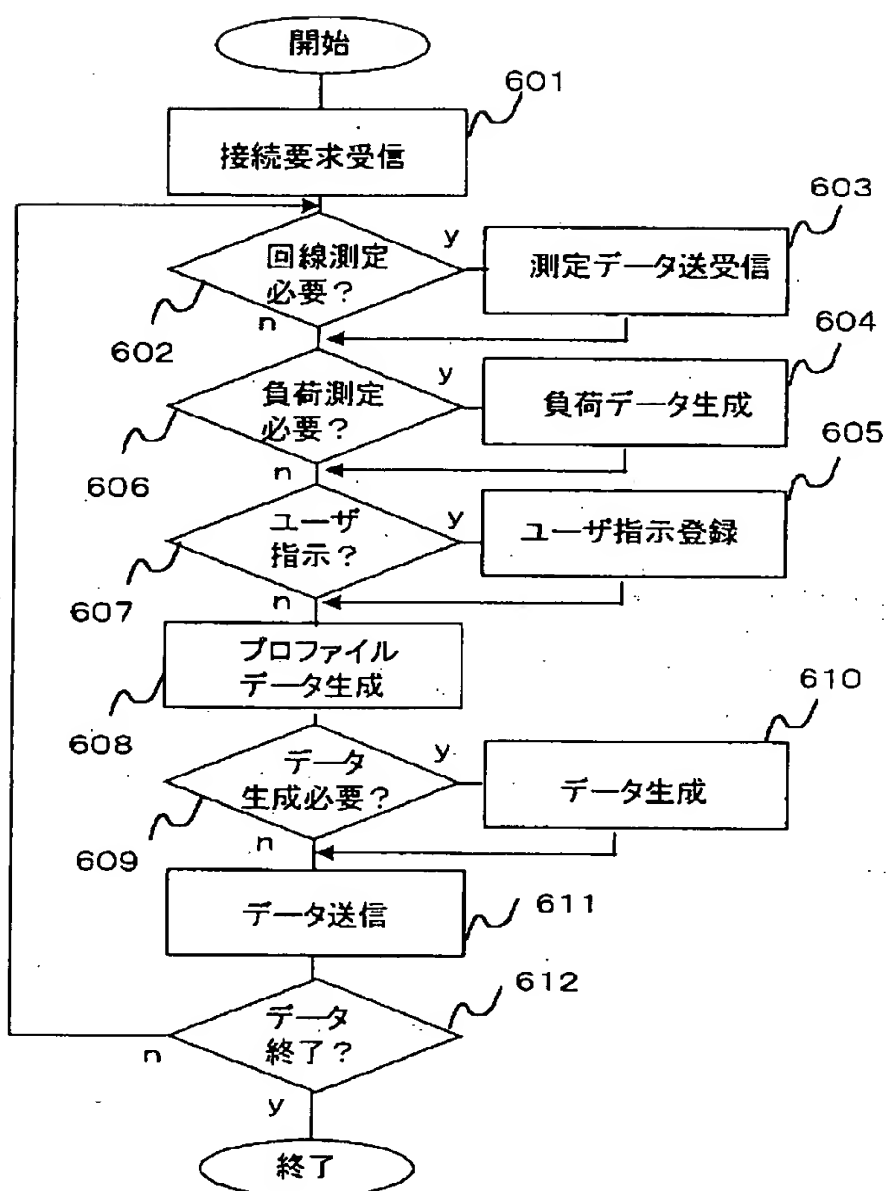 開始
601
接続要求受信
603
回線測定
必要？
y
測定データ送受信
n
602
604
負荷測定
必要？
y
負荷データ生成
605
n
606
ユーザ
指示？
y
ユーザ指示登録
n
607
プロファイル
データ生成
608
610
データ
生成必要？
y
データ生成
n
609
データ送信
611
612
データ
終了？
n
y
終了